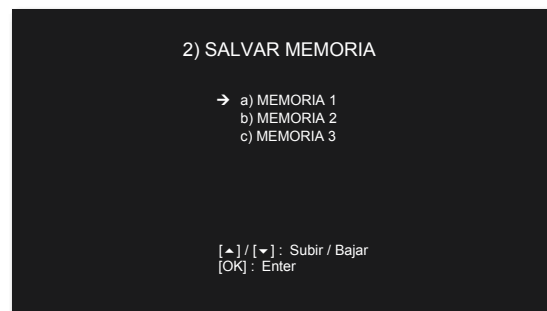 2) SALVAR MEMORIA
→ a) MEMORIA 1
b) MEMORIA 2
c) MEMORIA 3
[▲] / [▼] : Subir / Bajar
[OK] : Enter